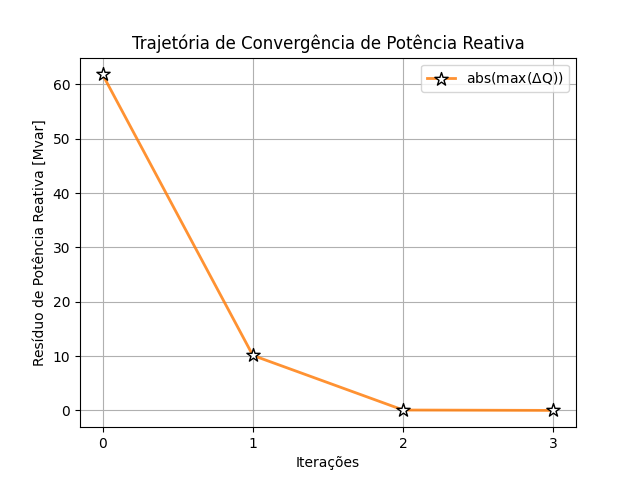 Trajetória de Convergência de Potência Reativa
abs(max(ΔQ))
Resíduo de Potência Reativa [Mvar]
60
50
40
30
20
10
0
0 1 2 3
Iterações